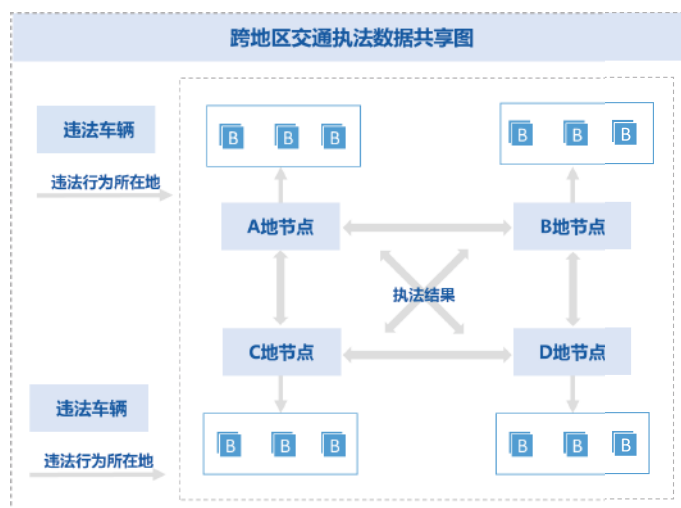 跨地区交通执法数据共享图
违法车辆
违法行为所在地
B B B
B B B
A地节点
B地节点
执法结果
C地节点
D地节点
违法车辆
违法行为所在地
B B B
B B B